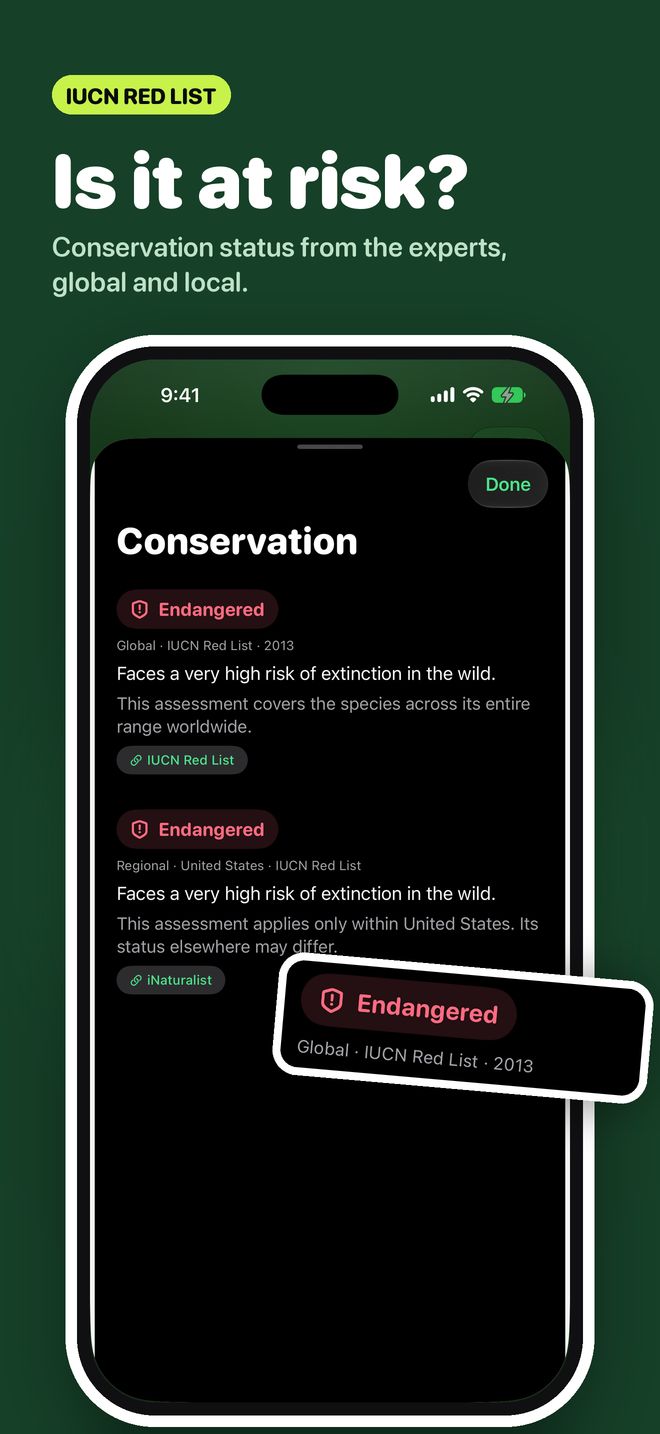 IUCN RED LIST
Is it at risk?
Conservation status from the experts,
global and local.
9:41
Done
Conservation
Endangered
Global · IUCN Red List · 2013
Faces a very high risk of extinction in the wild.
This assessment covers the species across its entire
range worldwide.
IUCN Red List
Endangered
Regional · United States · IUCN Red List
Faces a very high risk of extinction in the wild.
This assessment applies only within United States. Its
status elsewhere may differ.
iNaturalist
Endangered
Global · IUCN Red List · 2013